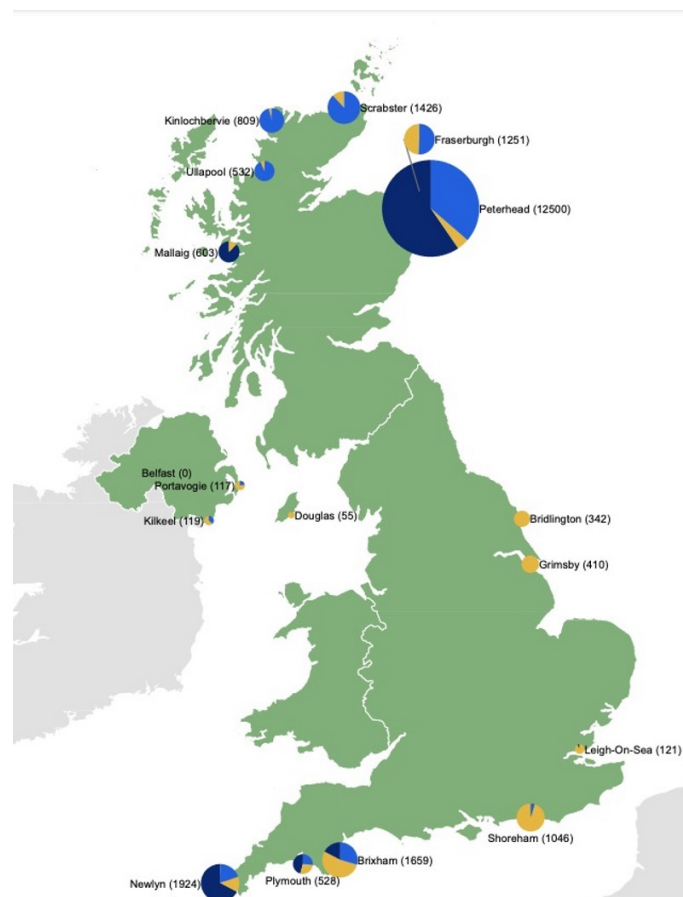 Scrabster (1426)
Kinlochbervie (809)
Fraserburgh (1251)
Ullapool (532)
Peterhead (12500)
Mallaig (603)
Belfast (0)
Portavogie (117)
Kilkeel (119)
Douglas (55)
Bridlington (342)
Grimsby (410)
Leigh-On-Sea (121)
Shoreham (1046)
Brixham (1659)
Plymouth (528)
Newlyn (1924)